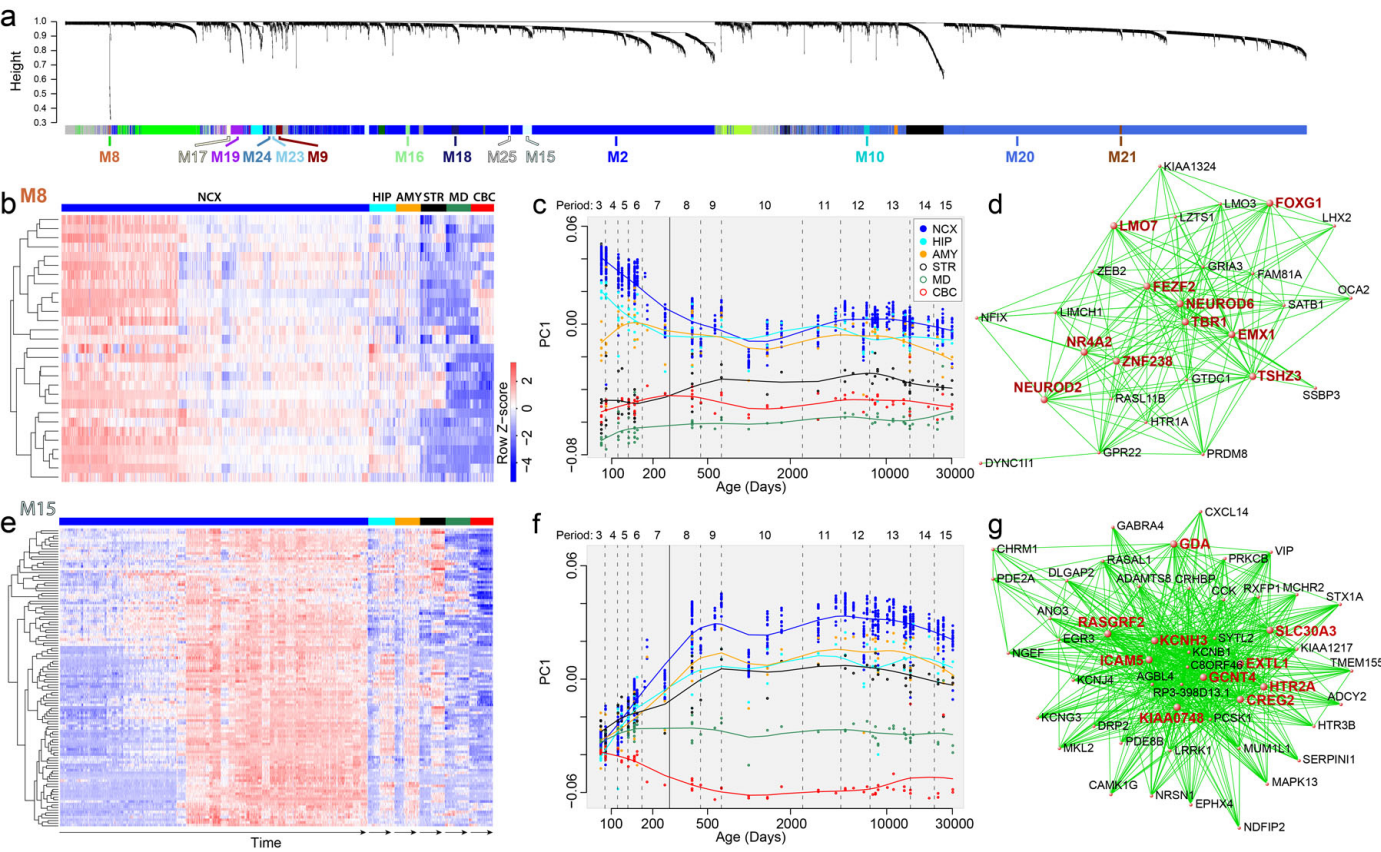 a
Height
1.0
0.9
0.8
0.7
0.6
0.5
0.4
0.3
M8
M17
M19
M24
M23
M9
M16
M18
M25
M15
M2
M10
M20
M21
b
M8
NCX
HIP
AMY
STR
MD
CBC
Row Z−score
2
0
−2
−4
c
Period: 3 4 5 6 7 8 9 10 11 12 13 14 15
PC1
0.06
0.00
−0.08
NCX
HIP
AMY
STR
MD
CBC
100 200 500 2000 10000 30000
Age (Days)
d
KIAA1324
LMO3
FOXG1
LZTS1
LHX2
LMO7
ZEB2
GRIA3
FAM81A
FEZF2
OCA2
NEUROD6
SATB1
NFIX
LIMCH1
TBR1
EMX1
NR4A2
ZNF238
GTDC1
TSHZ3
NEUROD2
RASL11B
SSBP3
HTR1A
GPR22
PRDM8
DYNC1I1
e
M15
Time
f
Period: 3 4 5 6 7 8 9 10 11 12 13 14 15
PC1
0.06
0.00
−0.06
100 200 500 2000 10000 30000
Age (Days)
g
CXCL14
GABRA4
GDA
CHRM1
RASAL1
PRKCB
VIP
PDE2A
DLGAP2
ADAMTS8
CRHBP
RXFP1
MCHR2
CCK
STX1A
ANO3
RASGRF2
EGR3
KCNH3
SYTL2
SLC30A3
NGEF
KCNB1
KIAA1217
ICAM5
C8ORF46
EXTL1
TMEM155
KCNJ4
AGBL4
GCNT4
HTR2A
RP3-398D13.1
CREG2
ADCY2
KCNG3
KIAA0748
PCSK1
HTR3B
DRP2
MKL2
PDE8B
LRRK1
MUM1L1
SERPINI1
CAMK1G
NRSN1
EPHX4
MAPK13
NDFIP2